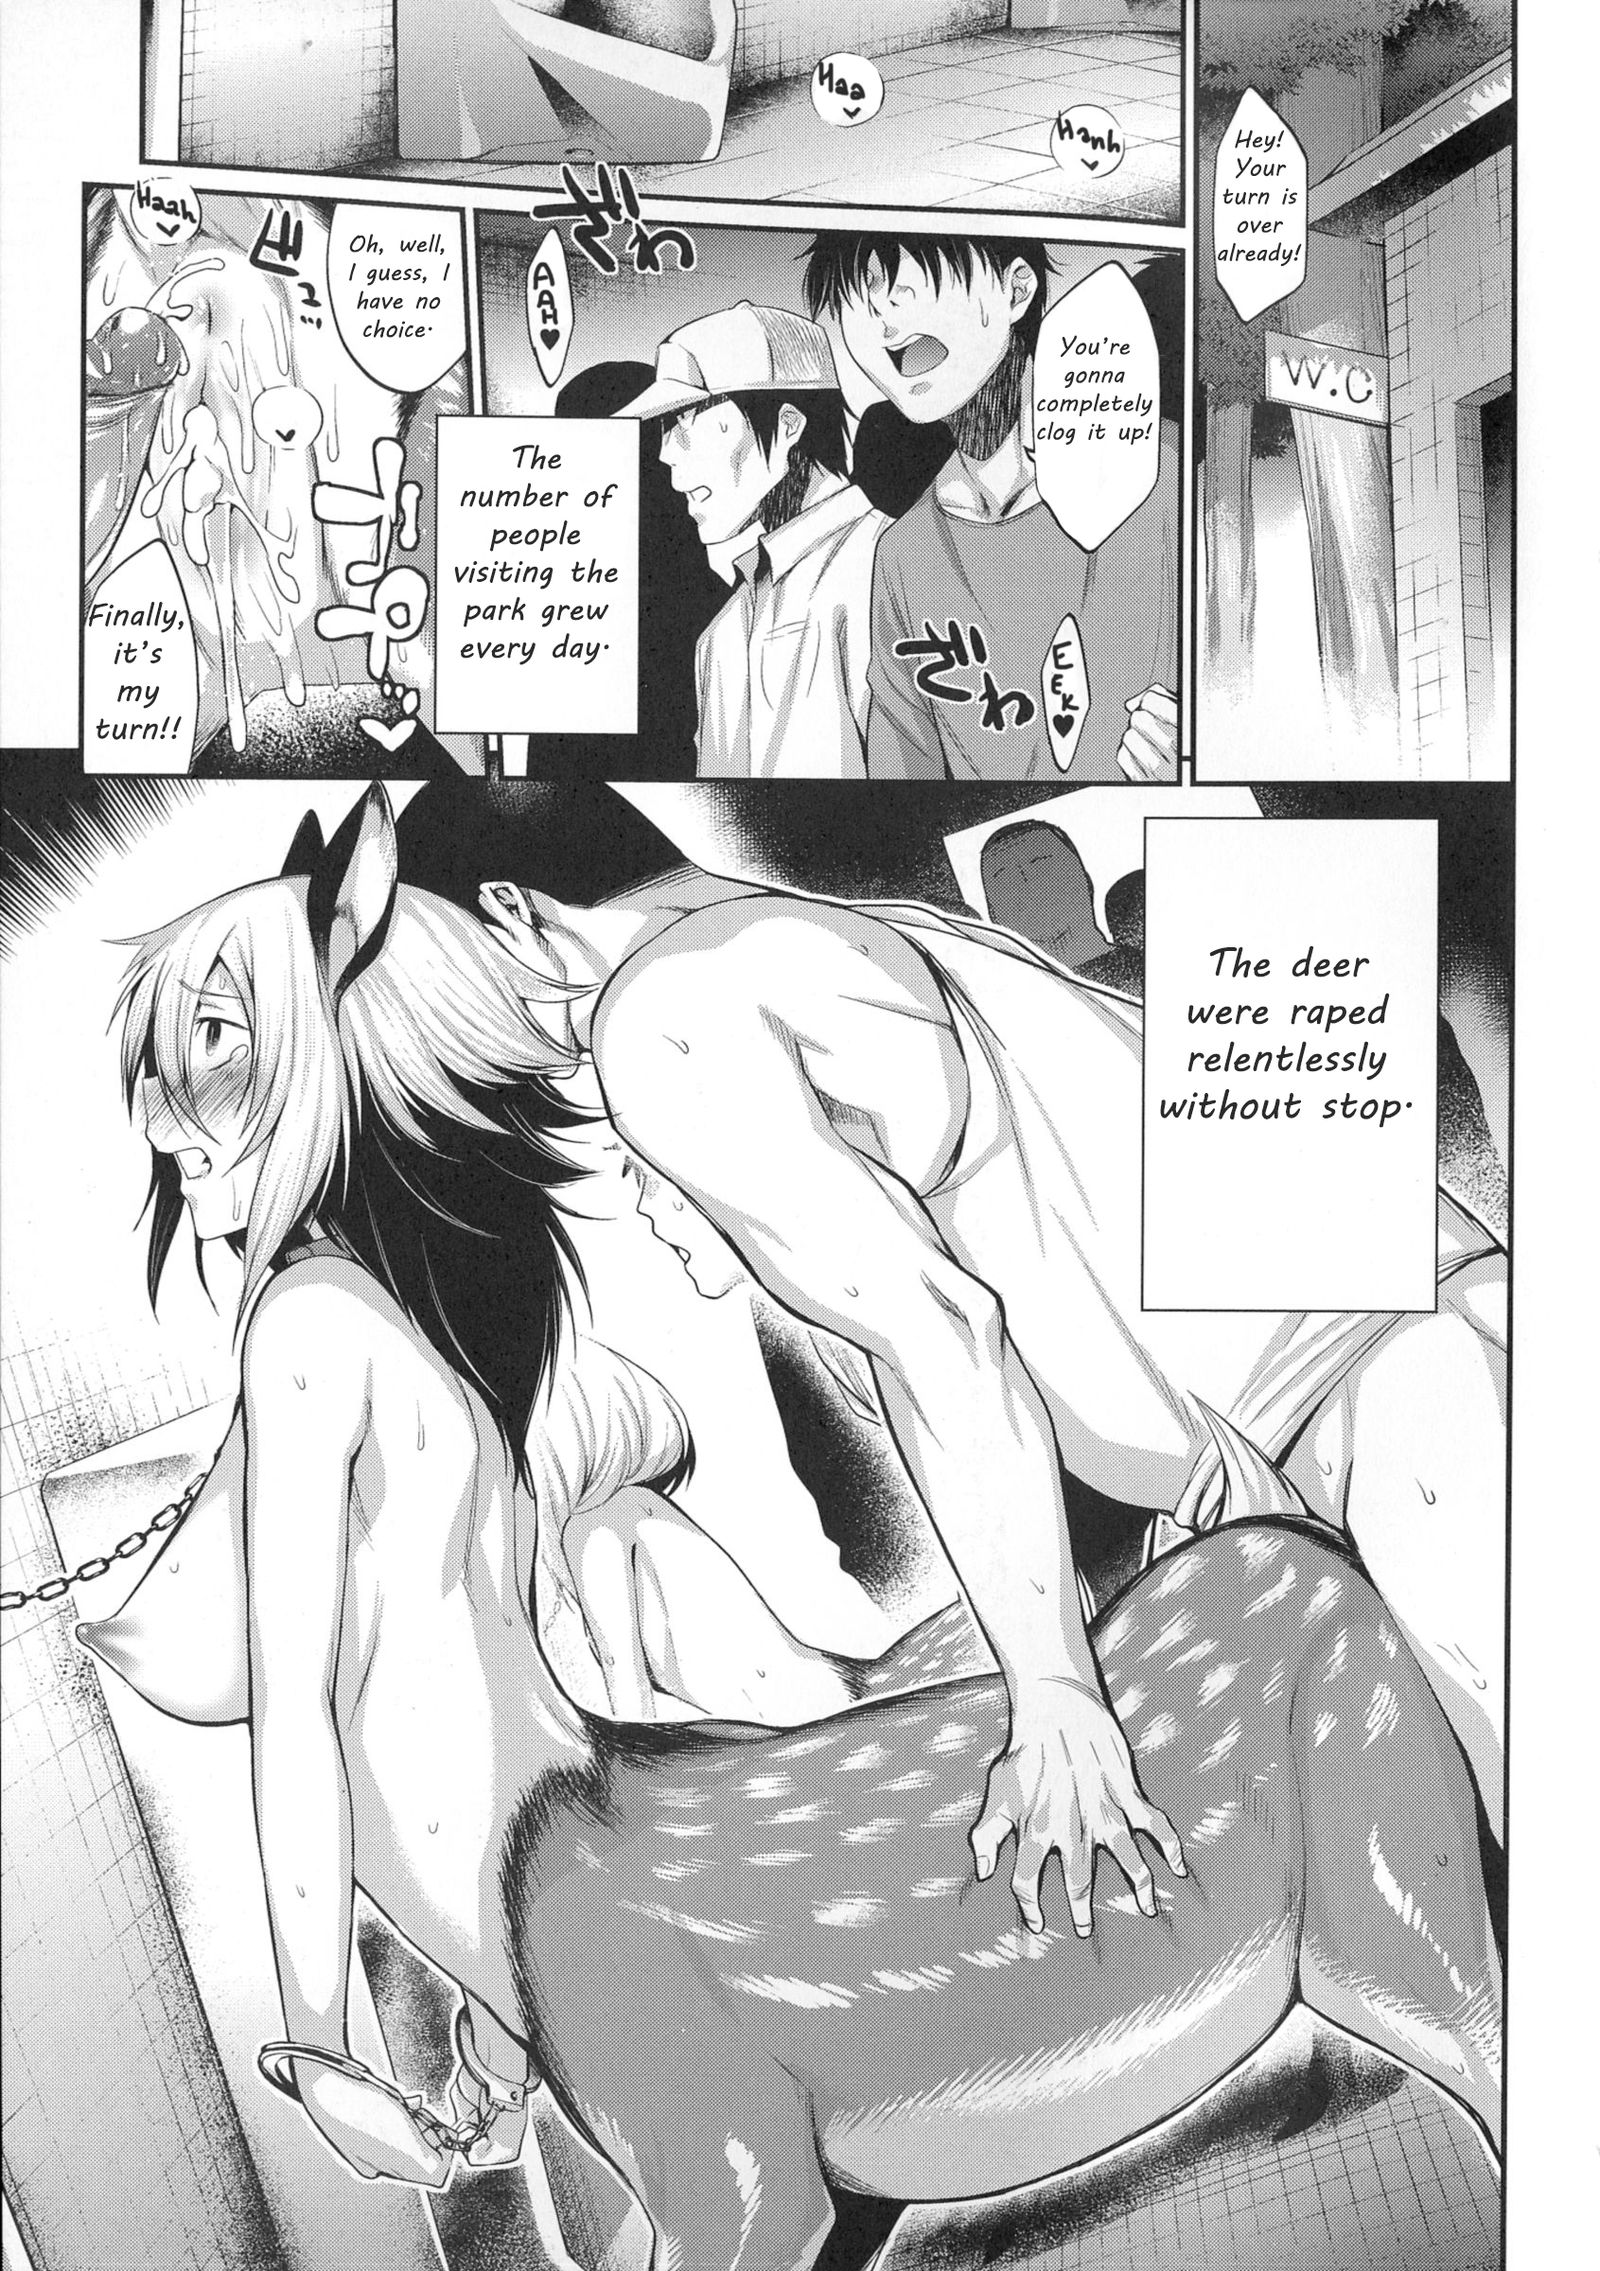 Hey!
Your
turn is
over
already!
W.C
Haa
Hanh
You're
gonna
completely
clog it up!
EEK
ぎゃ
ざわ
AAH
The
number of
people
visiting the
park grew
every day.
Oh, well,
I guess, I
have no
choice.
Haah
Finally,
it's
my
turn!!
The deer
were raped
relentlessly
without stop.